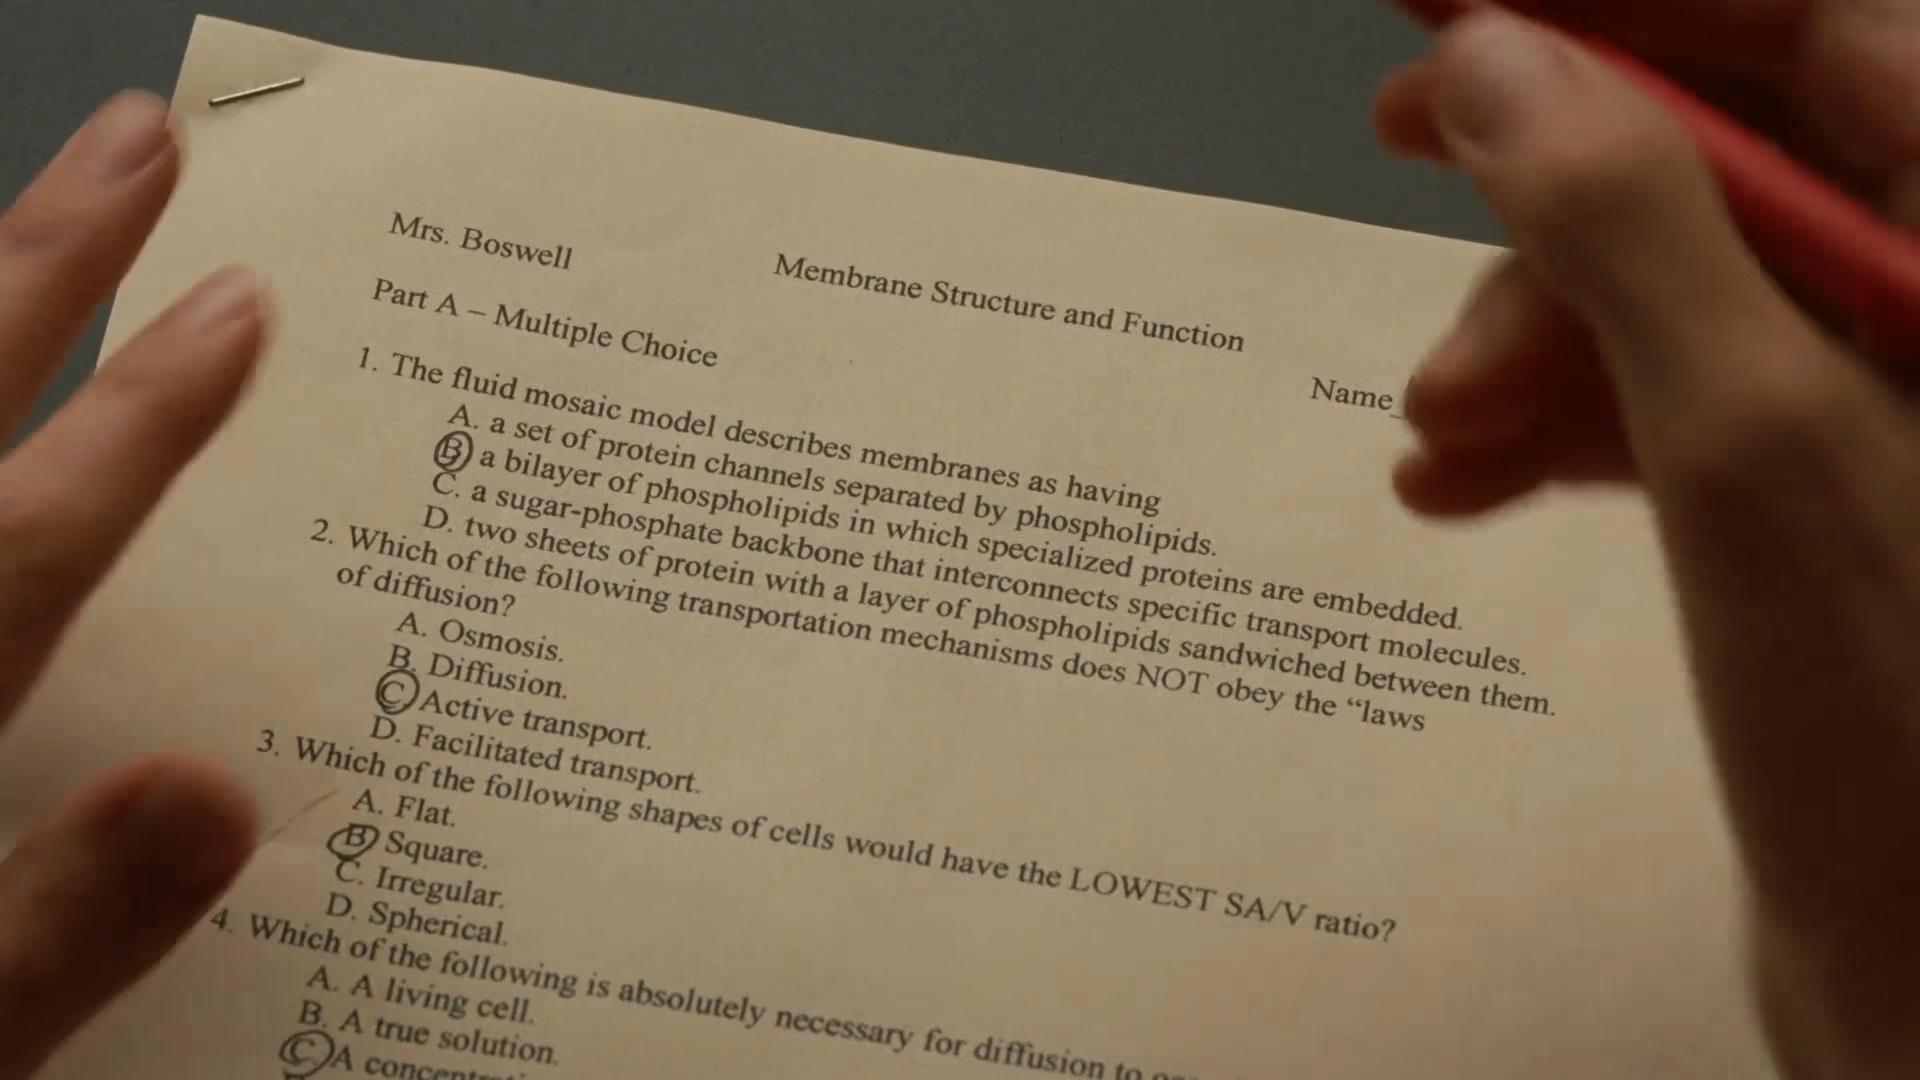 Mrs. Boswell
Membrane Structure and Function
Name_
Part A – Multiple Choice
1. The fluid mosaic model describes membranes as having
A. a set of protein channels separated by phospholipids.
B. a bilayer of phospholipids in which specialized proteins are embedded.
C. a sugar-phosphate backbone that interconnects specific transport molecules.
D. two sheets of protein with a layer of phospholipids sandwiched between them.
2. Which of the following transportation mechanisms does NOT obey the “laws
of diffusion?
A. Osmosis.
B. Diffusion.
C. Active transport.
D. Facilitated transport.
3. Which of the following shapes of cells would have the LOWEST SA/V ratio?
A. Flat.
B. Square.
C. Irregular.
D. Spherical.
4. Which of the following is absolutely necessary for diffusion to
A. A living cell.
B. A true solution.
C. A